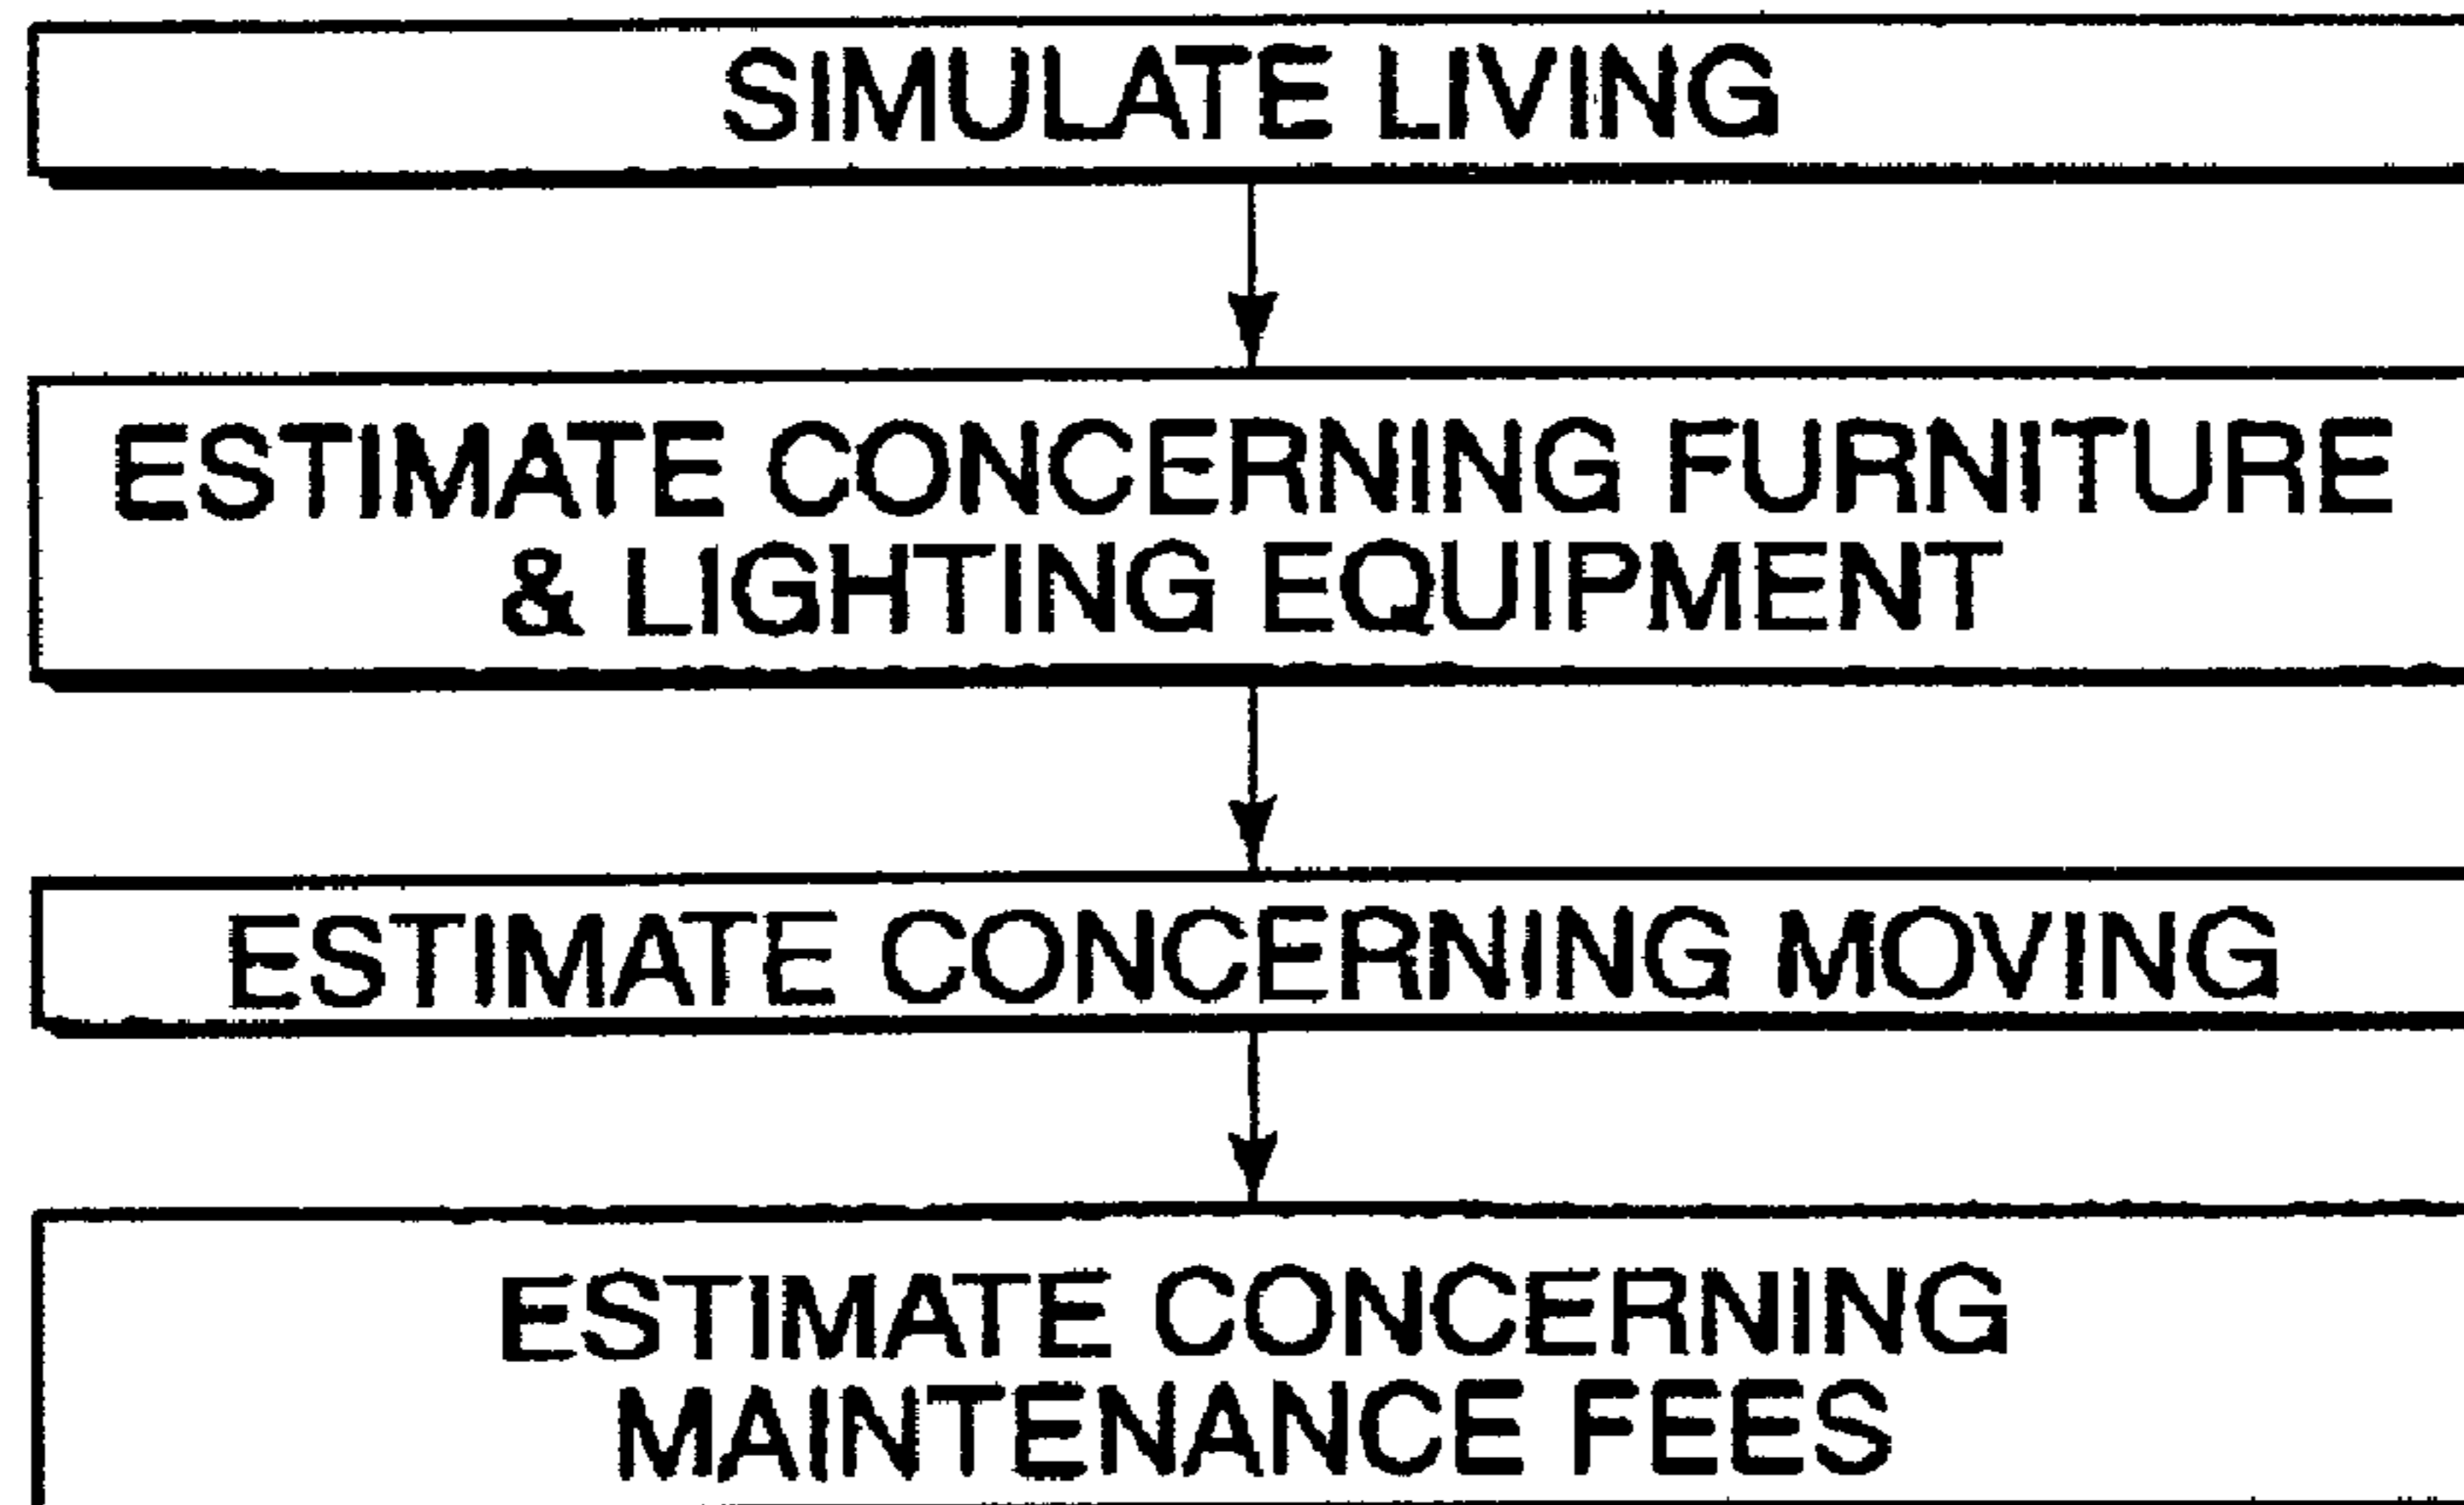 SIMULATE LIVING
ESTIMATE CONCERNING FURNITURE
& LIGHTING EQUIPMENT
ESTIMATE CONCERNING MOVING
ESTIMATE CONCERNING
MAINTENANCE FEES